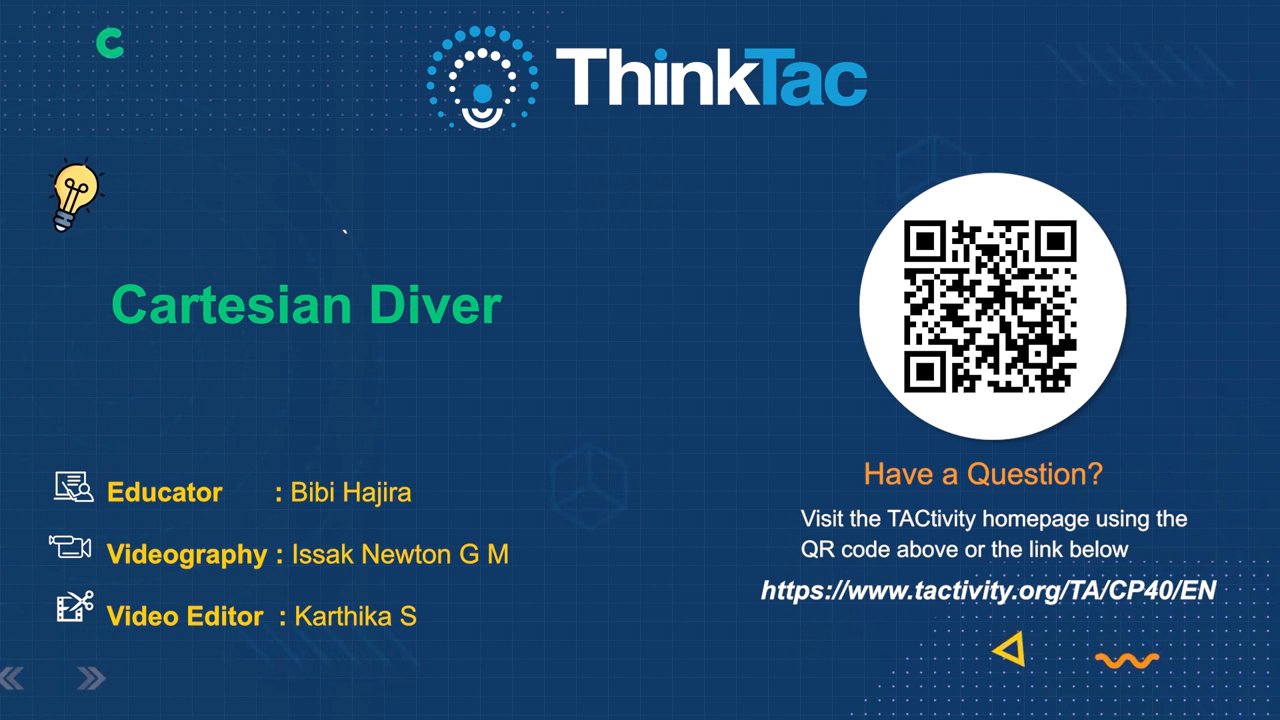 ThinkTac
Cartesian Diver
Educator : Bibi Hajira
Videography : Issak Newton G M
Video Editor : Karthika S
Have a Question?
Visit the TACtivity homepage using the
QR code above or the link below
https://www.tactivity.org/TA/CP40/EN